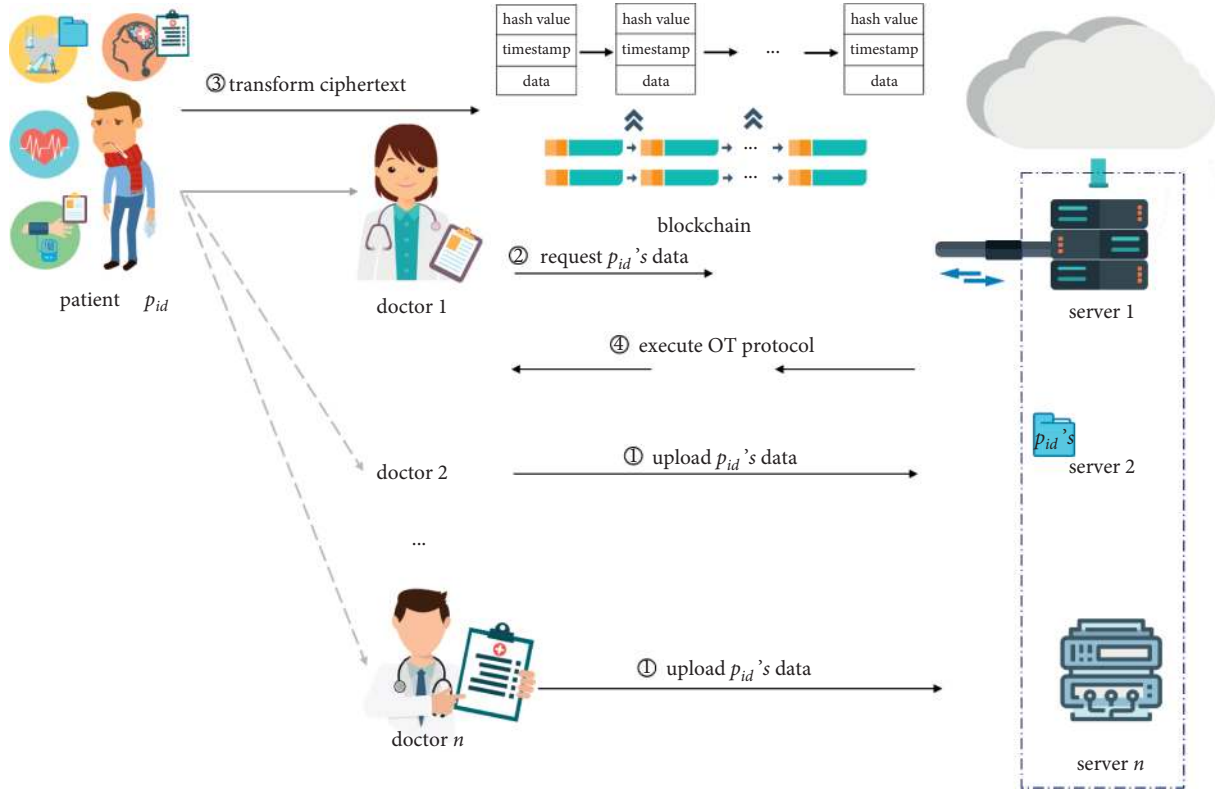 hash value
timestamp
data
hash value
timestamp
data
...
hash value
timestamp
data
③ transform ciphertext
...
...
blockchain
② request pid's data
patient pid
doctor 1
server 1
④ execute OT protocol
doctor 2
① upload pid's data
pid's
server 2
...
① upload pid's data
doctor n
server n